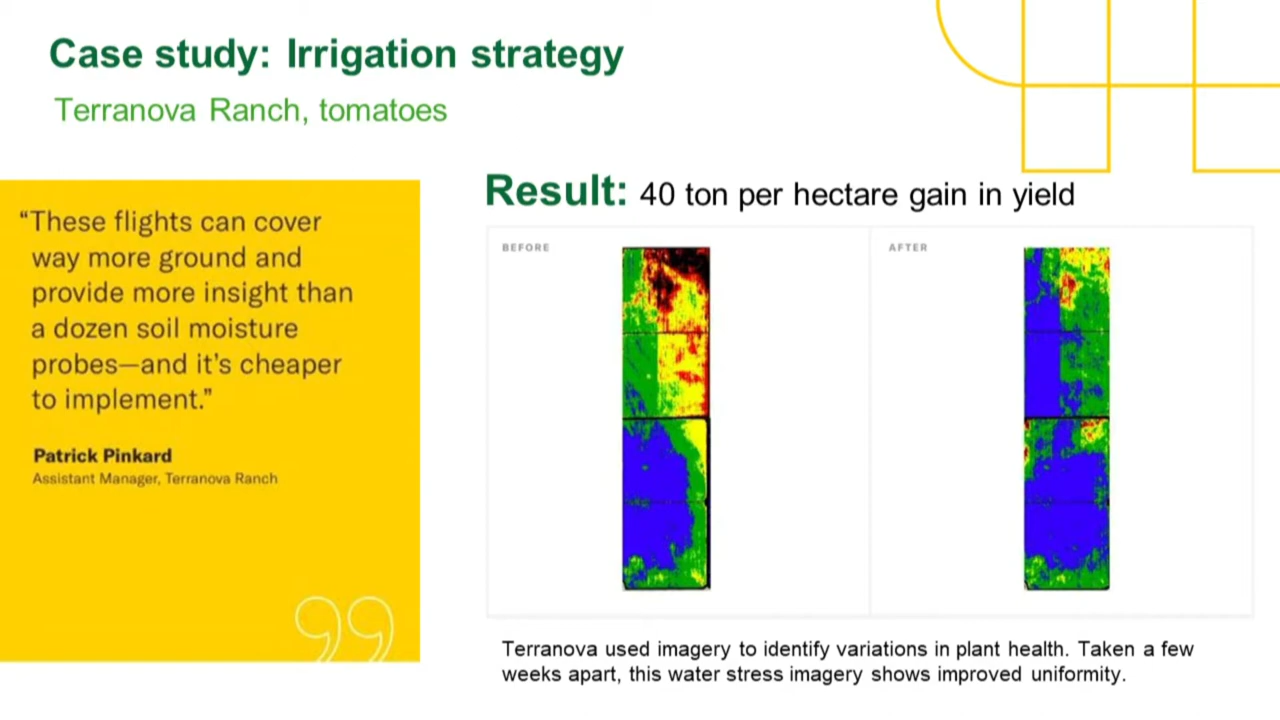 Case study: Irrigation strategy
Terranova Ranch, tomatoes
“These flights can cover
way more ground and
provide more insight than
a dozen soil moisture
probes—and it’s cheaper
to implement.”
Patrick Pinkard
Assistant Manager, Terranova Ranch
Result: 40 ton per hectare gain in yield
BEFORE
AFTER
Terranova used imagery to identify variations in plant health. Taken a few
weeks apart, this water stress imagery shows improved uniformity.